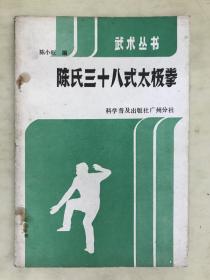 武术丛书
陈小旺 编
陈氏三十八式太极拳
科学普及出版社广州分社